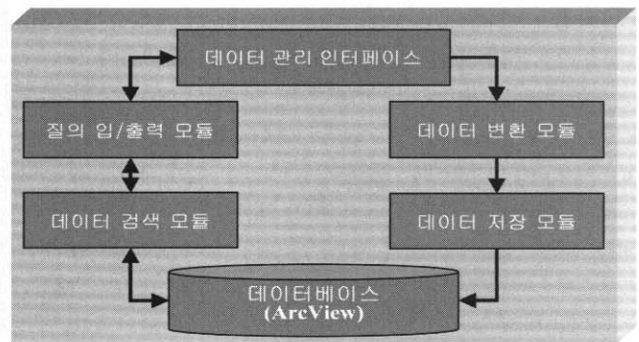 데이터 관리 인터페이스
질의 입/출력 모듈
데이터 변환 모듈
데이터 검색 모듈
데이터 저장 모듈
데이터베이스
(ArcView)